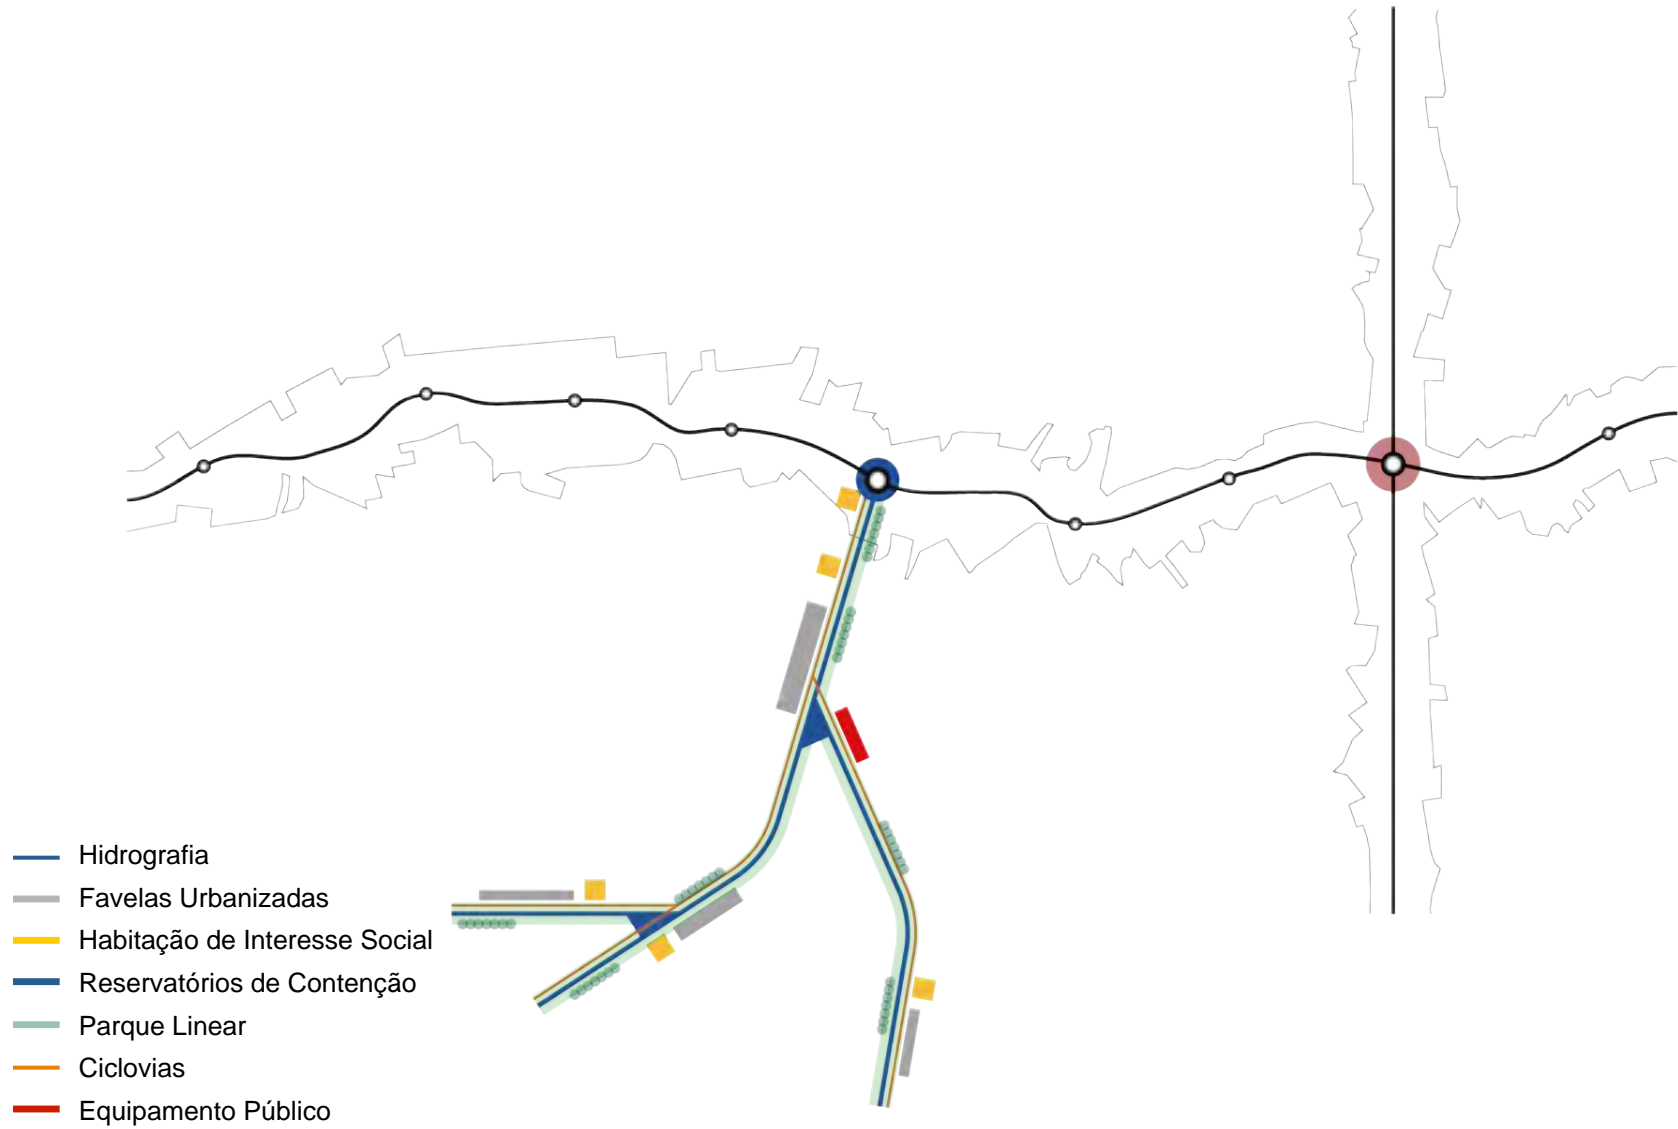 Hidrografia
Favelas Urbanizadas
Habitação de Interesse Social
Reservatórios de Contenção
Parque Linear
Ciclovias
Equipamento Público